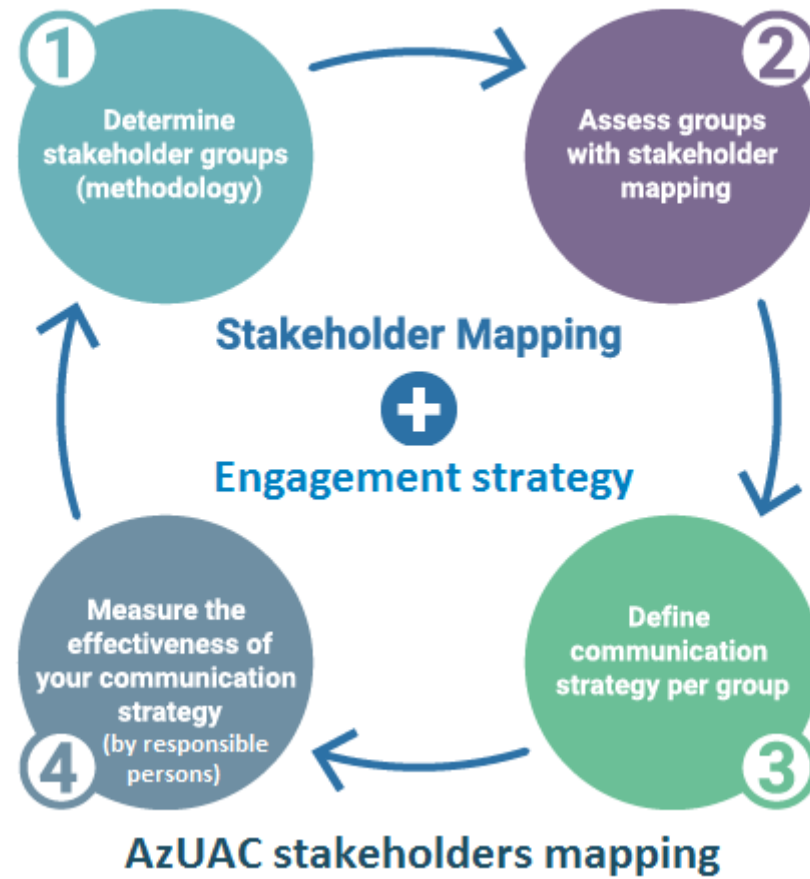 1
Determine
stakeholder groups
(methodology)
2
Assess groups
with stakeholder
mapping
Stakeholder Mapping
+
Engagement strategy
Measure the
effectiveness of
your communication
strategy
(by responsible
persons)
4
Define
communication
strategy per group
3
AzUAC stakeholders mapping